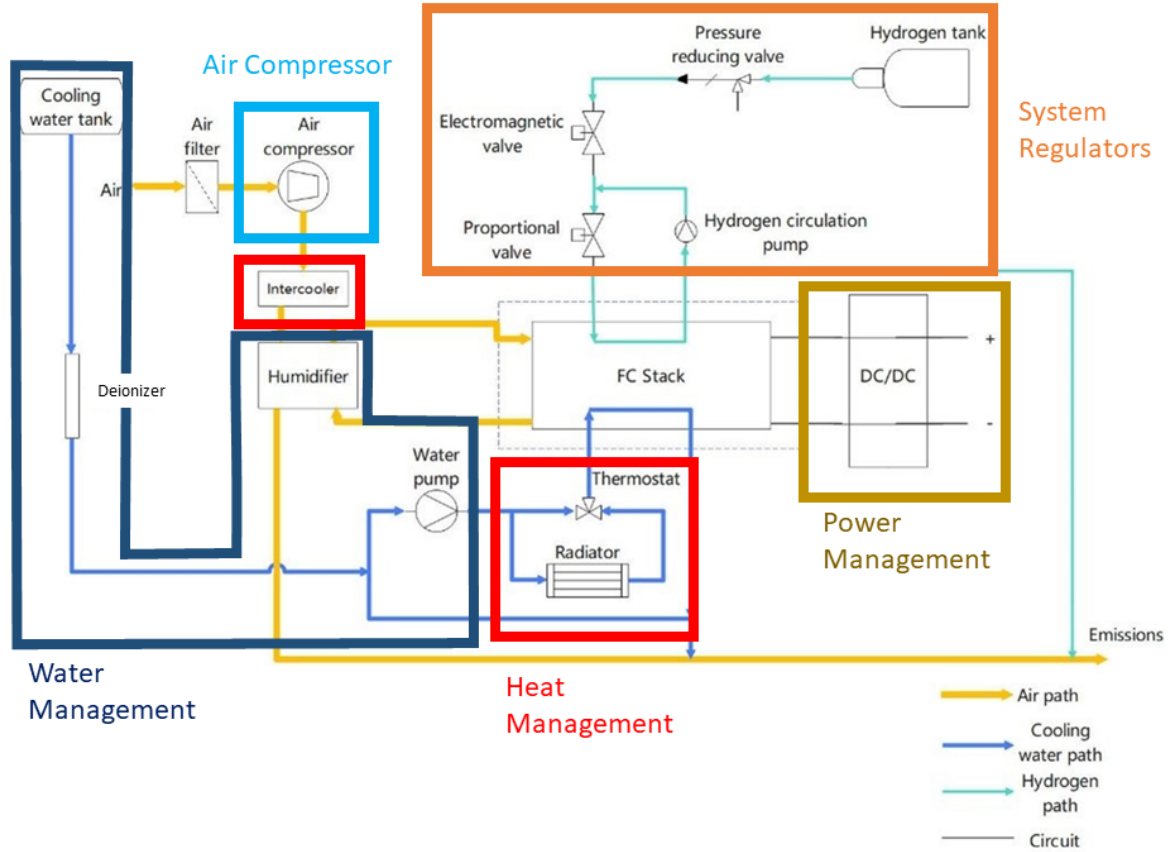 Air Compressor
Pressure
reducing valve
Hydrogen tank
System
Regulators
Cooling
water tank
Air
filter
Air
compressor
Electromagnetic
valve
Air
Proportional
valve
Hydrogen circulation
pump
Intercooler
Deionizer
Humidifier
FC Stack
DC/DC
+
-
Water
pump
Thermostat
Radiator
Power
Management
Emissions
Water
Management
Heat
Management
Air path
Cooling
water path
Hydrogen
path
Circuit